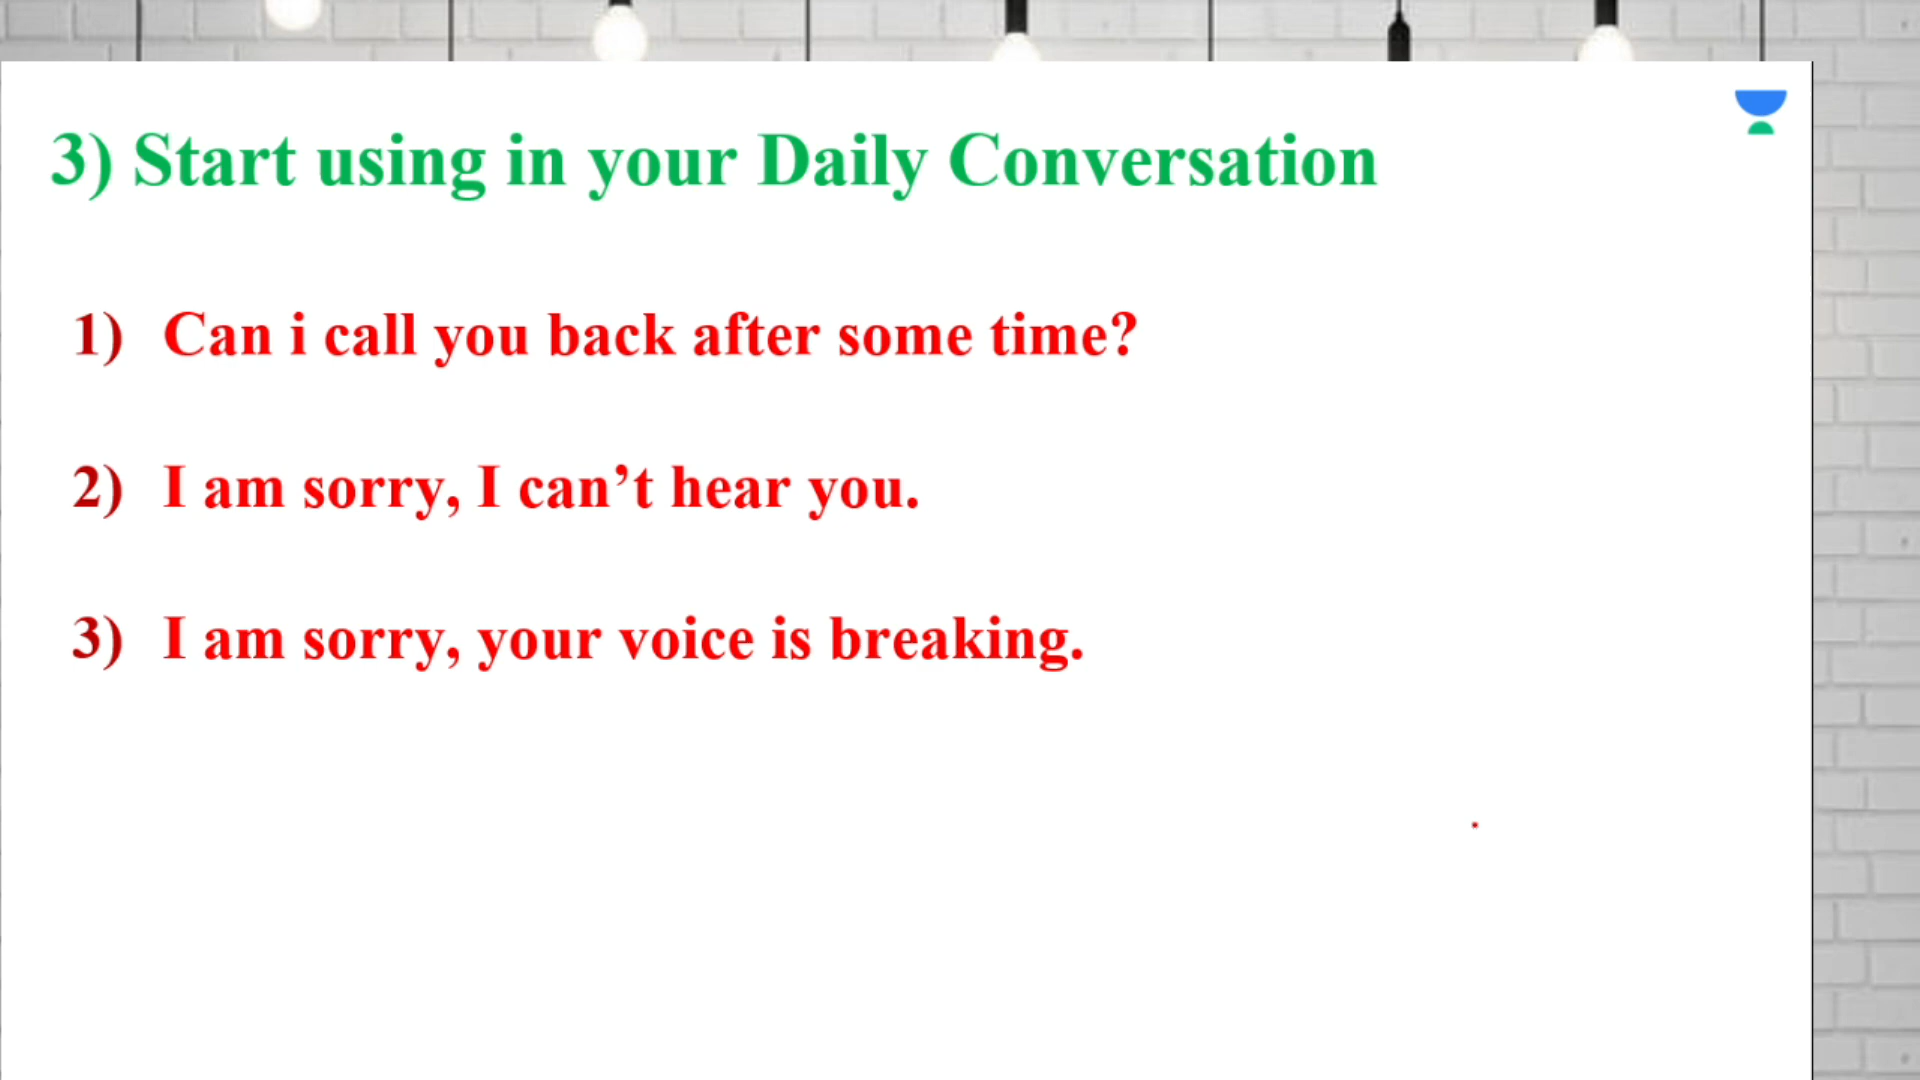 3) Start using in your Daily Conversation
1) Can i call you back after some time?
2) I am sorry, I can’t hear you.
3) I am sorry, your voice is breaking.